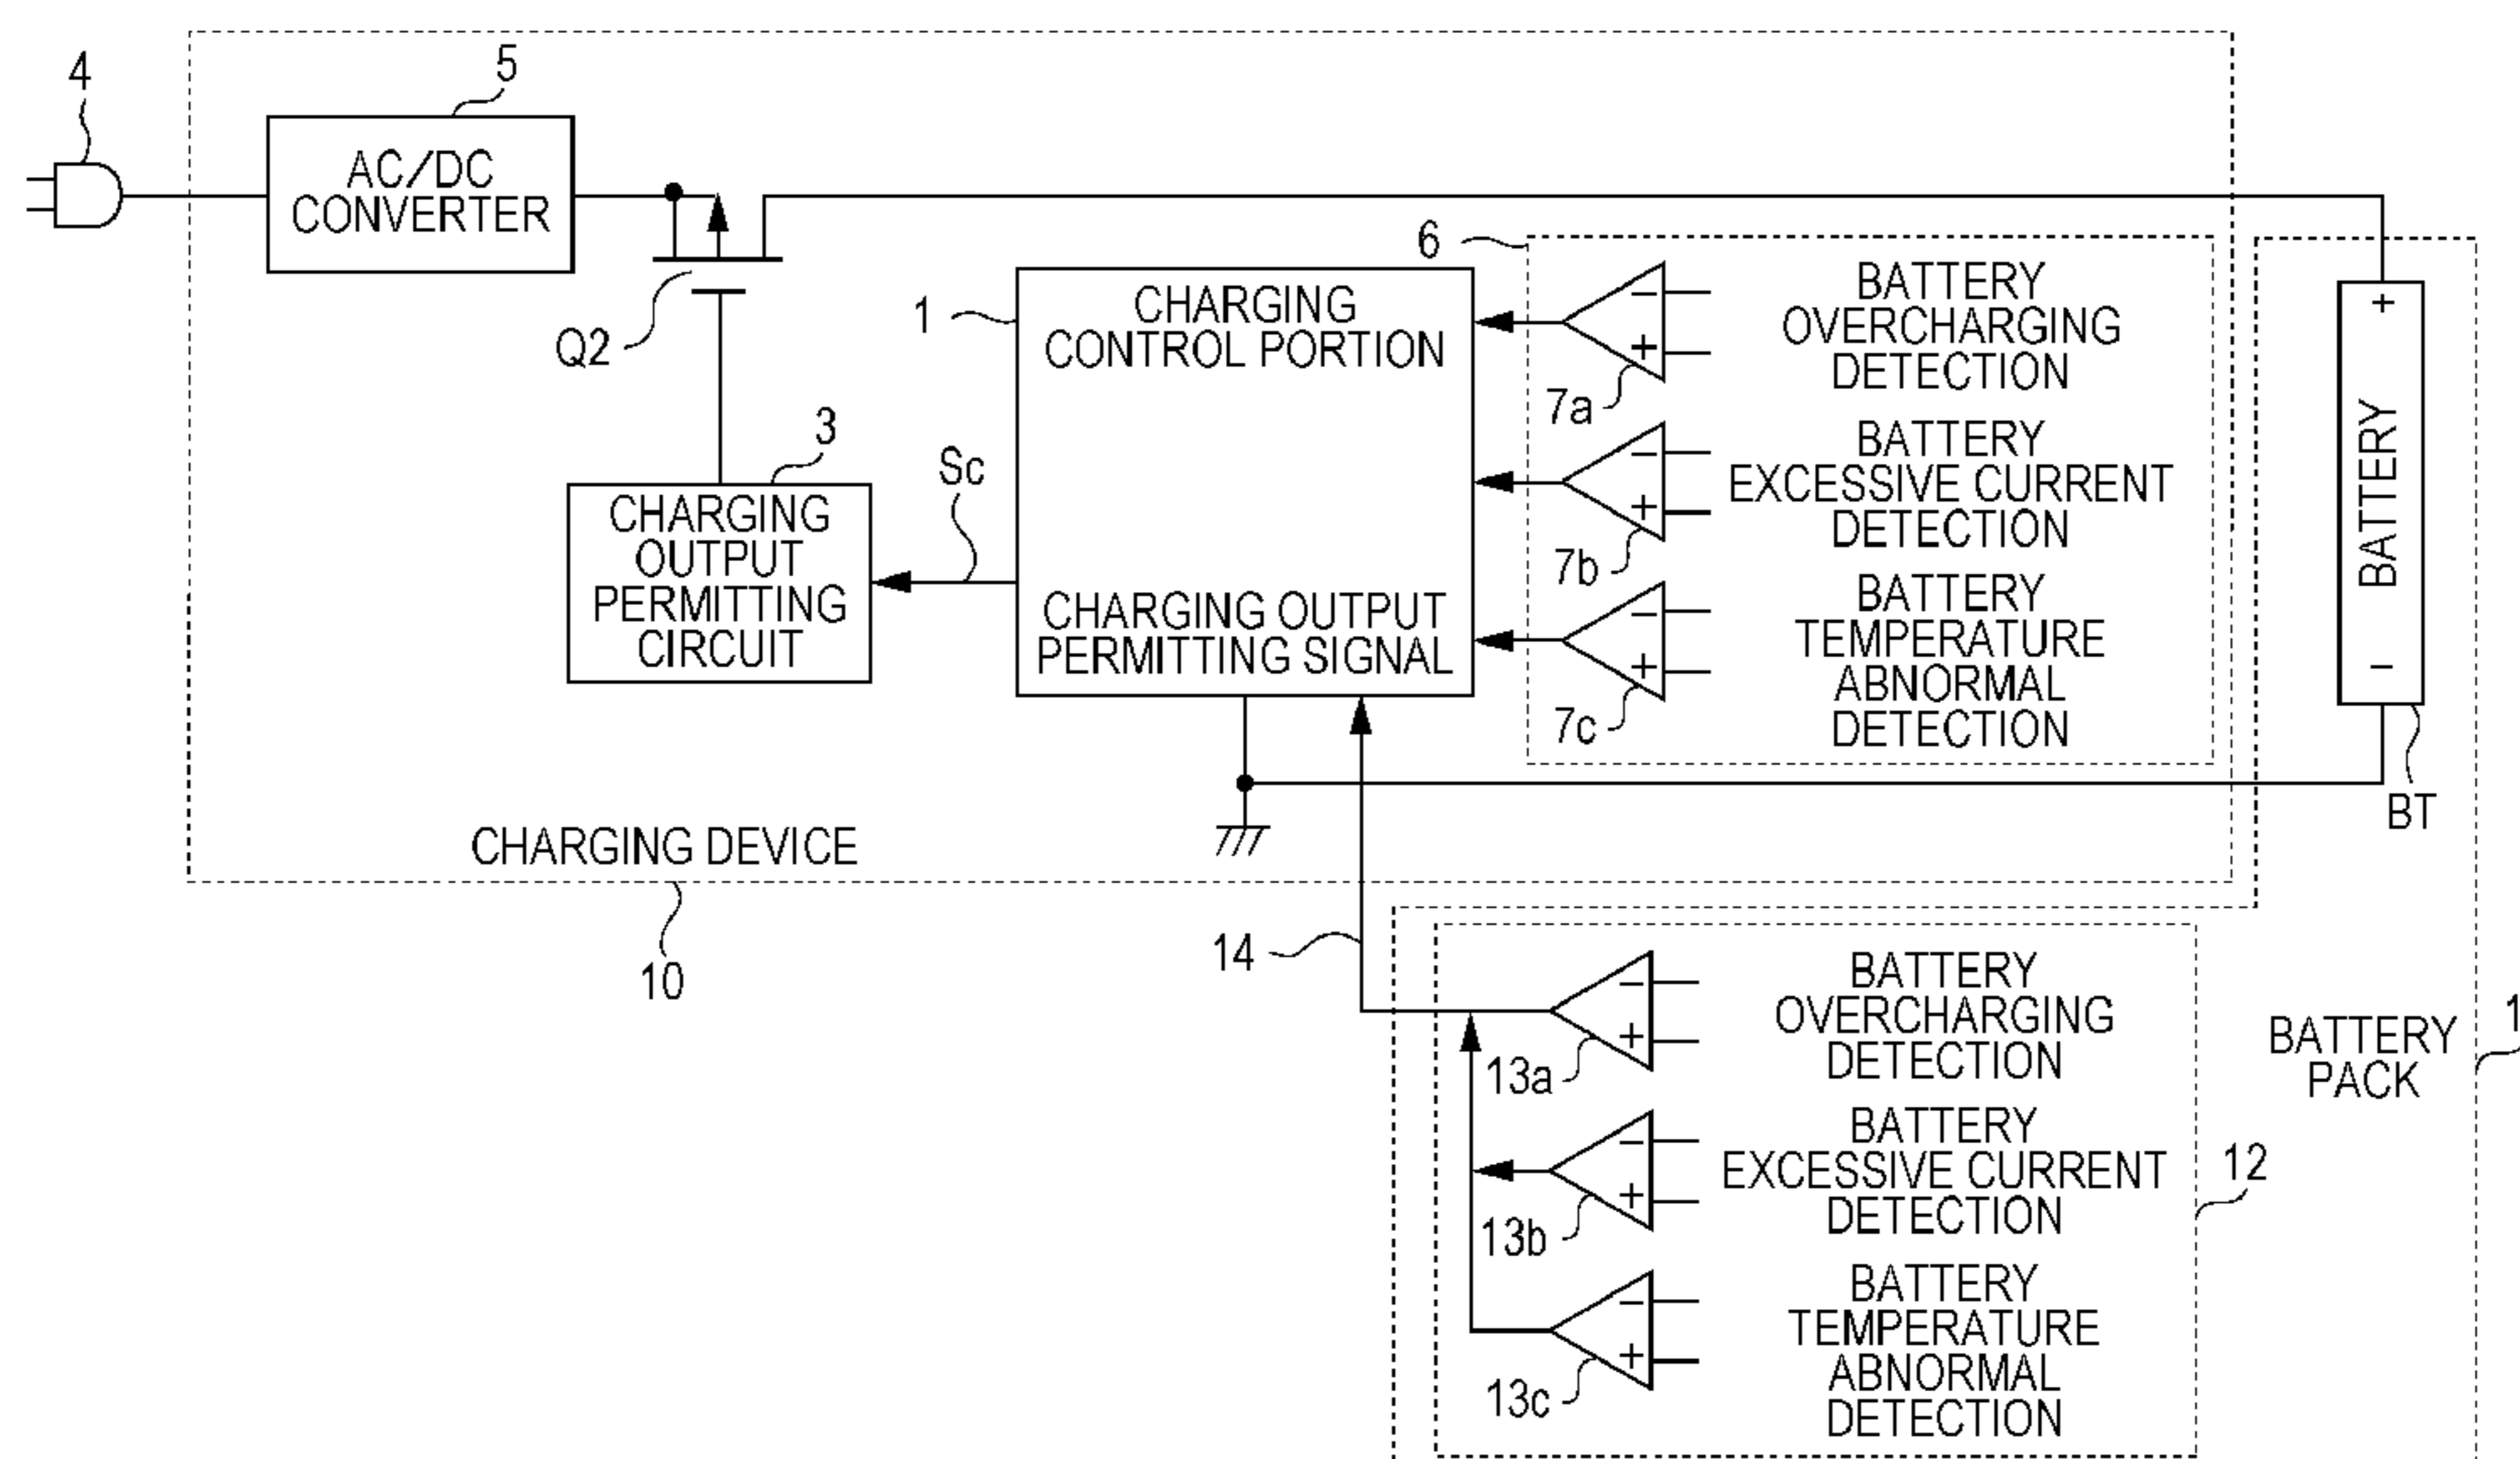 4
5
AC/DC
CONVERTER
Q2
3
CHARGING
OUTPUT
PERMITTING
CIRCUIT
Sc
1
CHARGING
CONTROL PORTION
CHARGING OUTPUT
PERMITTING SIGNAL
6
7a
BATTERY
OVERCHARGING
DETECTION
7b
BATTERY
EXCESSIVE CURRENT
DETECTION
7c
BATTERY
TEMPERATURE
ABNORMAL
DETECTION
+
BATTERY
−
BT
CHARGING DEVICE
10
14
−
+
−
+
−
+
13a
BATTERY
OVERCHARGING
DETECTION
13b
BATTERY
EXCESSIVE CURRENT
DETECTION
13c
BATTERY
TEMPERATURE
ABNORMAL
DETECTION
−
+
−
+
−
+
12
BATTERY
PACK